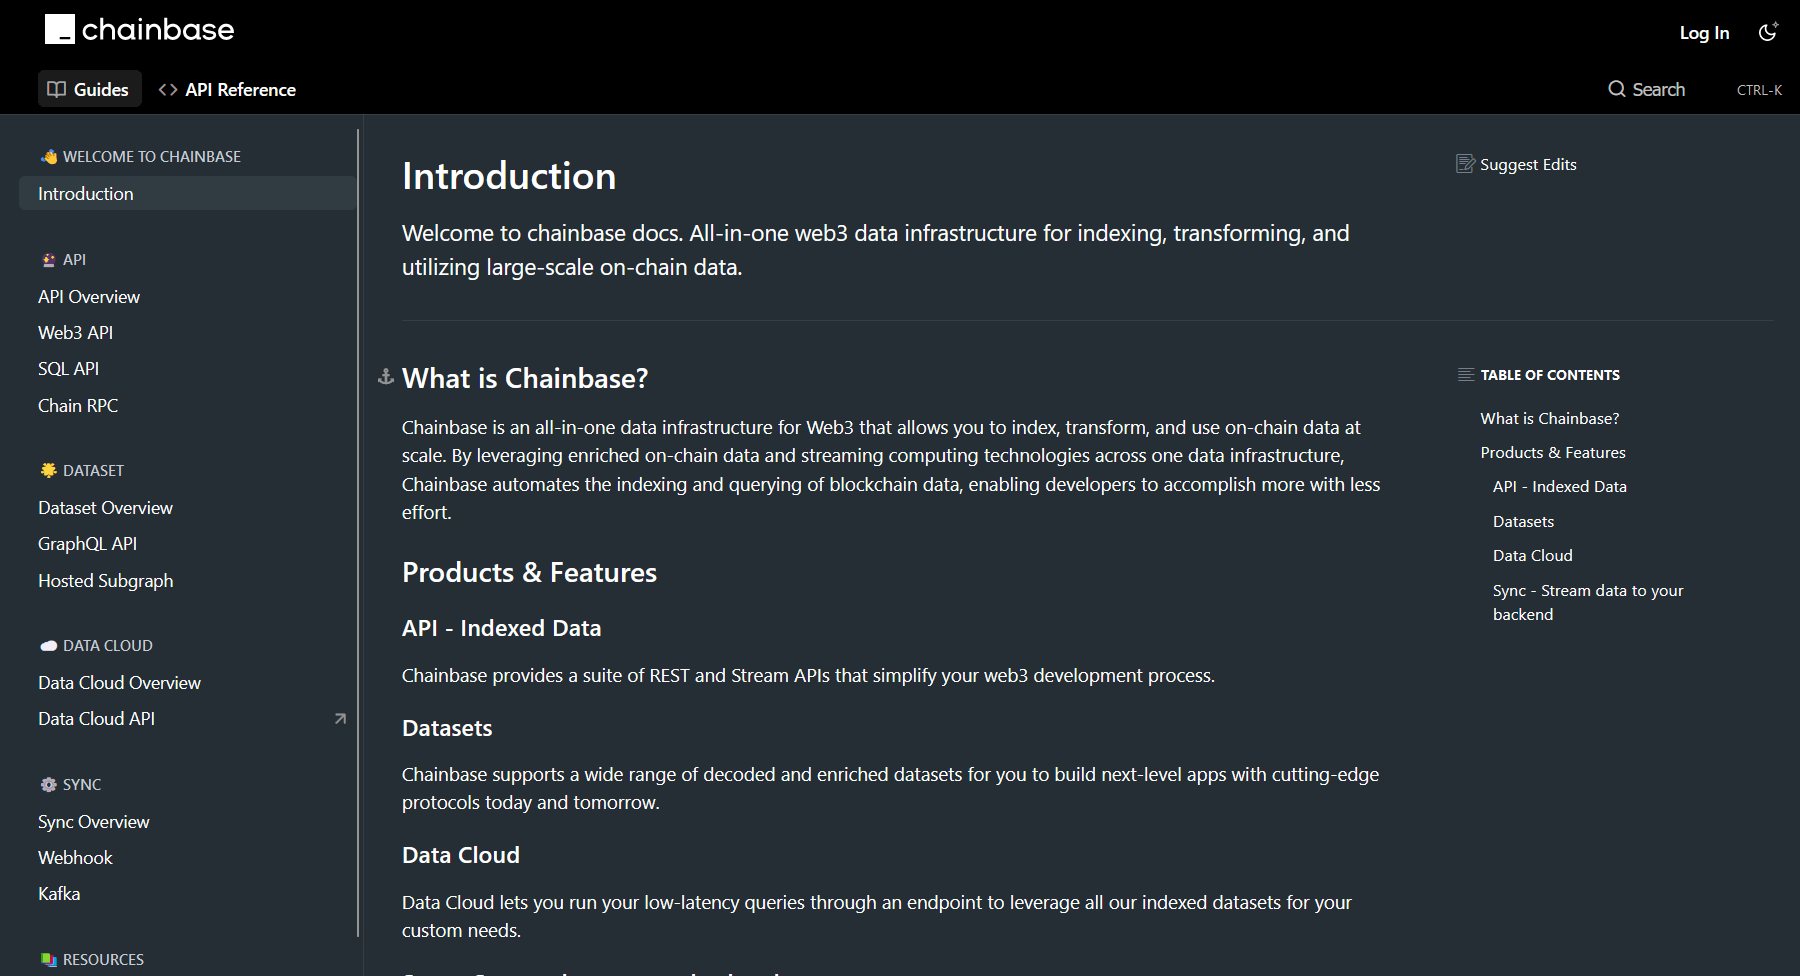 chainbase
Log In
Guides
<> API Reference
Search
CTRL-K
WELCOME TO CHAINBASE
Introduction
API
API Overview
Web3 API
SQL API
Chain RPC
DATASET
Dataset Overview
GraphQL API
Hosted Subgraph
DATA CLOUD
Data Cloud Overview
Data Cloud API
SYNC
Sync Overview
Webhook
Kafka
RESOURCES
Introduction
Welcome to chainbase docs. All-in-one web3 data infrastructure for indexing, transforming, and
utilizing large-scale on-chain data.
What is Chainbase?
Chainbase is an all-in-one data infrastructure for Web3 that allows you to index, transform, and use on-chain data at
scale. By leveraging enriched on-chain data and streaming computing technologies across one data infrastructure,
Chainbase automates the indexing and querying of blockchain data, enabling developers to accomplish more with less
effort.
Products & Features
API - Indexed Data
Chainbase provides a suite of REST and Stream APIs that simplify your web3 development process.
Datasets
Chainbase supports a wide range of decoded and enriched datasets for you to build next-level apps with cutting-edge
protocols today and tomorrow.
Data Cloud
Data Cloud lets you run your low-latency queries through an endpoint to leverage all our indexed datasets for your
custom needs.
Suggest Edits
TABLE OF CONTENTS
What is Chainbase?
Products & Features
API - Indexed Data
Datasets
Data Cloud
Sync - Stream data to your
backend